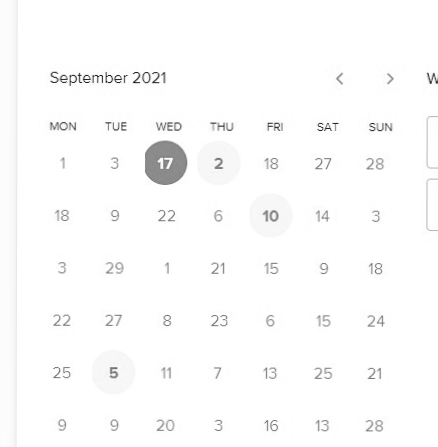 September 2021 < > W
MON TUE WED THU FRI SAT SUN
1 3 17 2 18 27 28
18 9 22 6 10 14 3
3 29 1 21 15 9 18
22 27 8 23 6 15 24
25 5 11 7 13 25 21
9 9 20 3 16 13 28